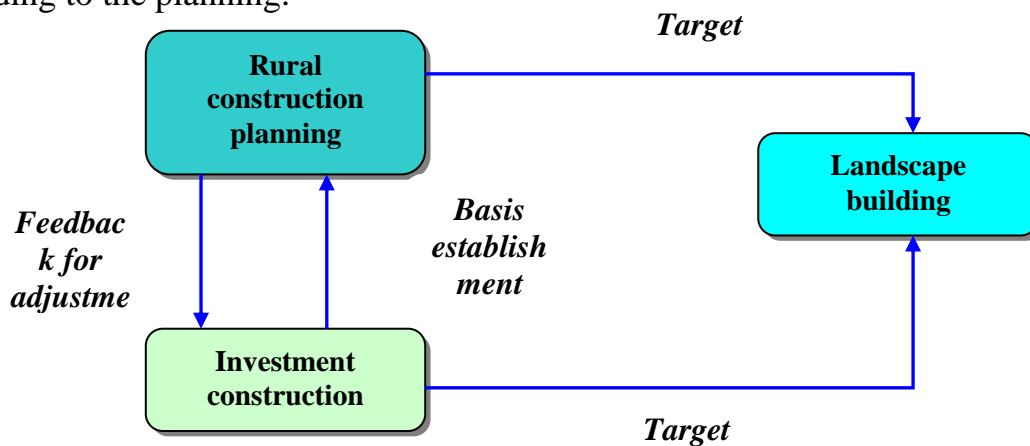 ding to the planning.
Target
Rural
construction
planning
Landscape
building
Feedbac
k for
adjustme
Basis
establish
ment
Investment
construction
Target